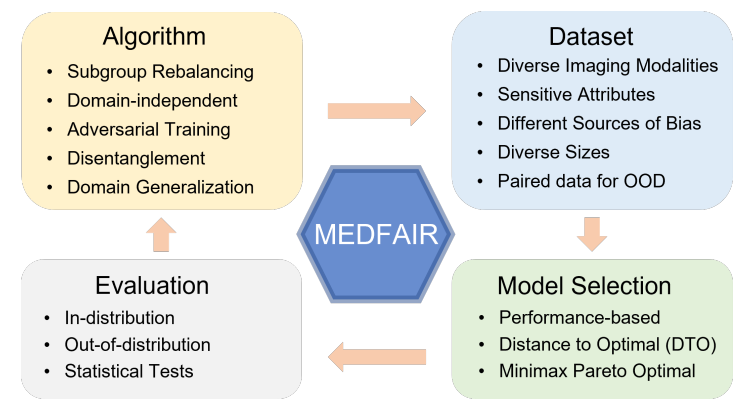 Algorithm
• Subgroup Rebalancing
• Domain-independent
• Adversarial Training
• Disentanglement
• Domain Generalization
Dataset
• Diverse Imaging Modalities
• Sensitive Attributes
• Different Sources of Bias
• Diverse Sizes
• Paired data for OOD
MEDFAIR
Evaluation
• In-distribution
• Out-of-distribution
• Statistical Tests
Model Selection
• Performance-based
• Distance to Optimal (DTO)
• Minimax Pareto Optimal